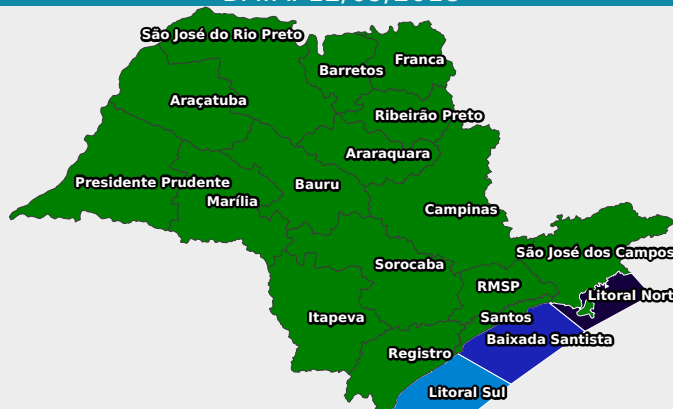 São José do Rio Preto
Franca
Barretos
Araçatuba
Ribeirão Preto
Araraquara
Presidente Prudente
Bauru
Marília
Campinas
São José dos Campos
Sorocaba
RMSP
Litoral Nort
Itapeva
Santos
Baixada Santista
Registro
Litoral Sul